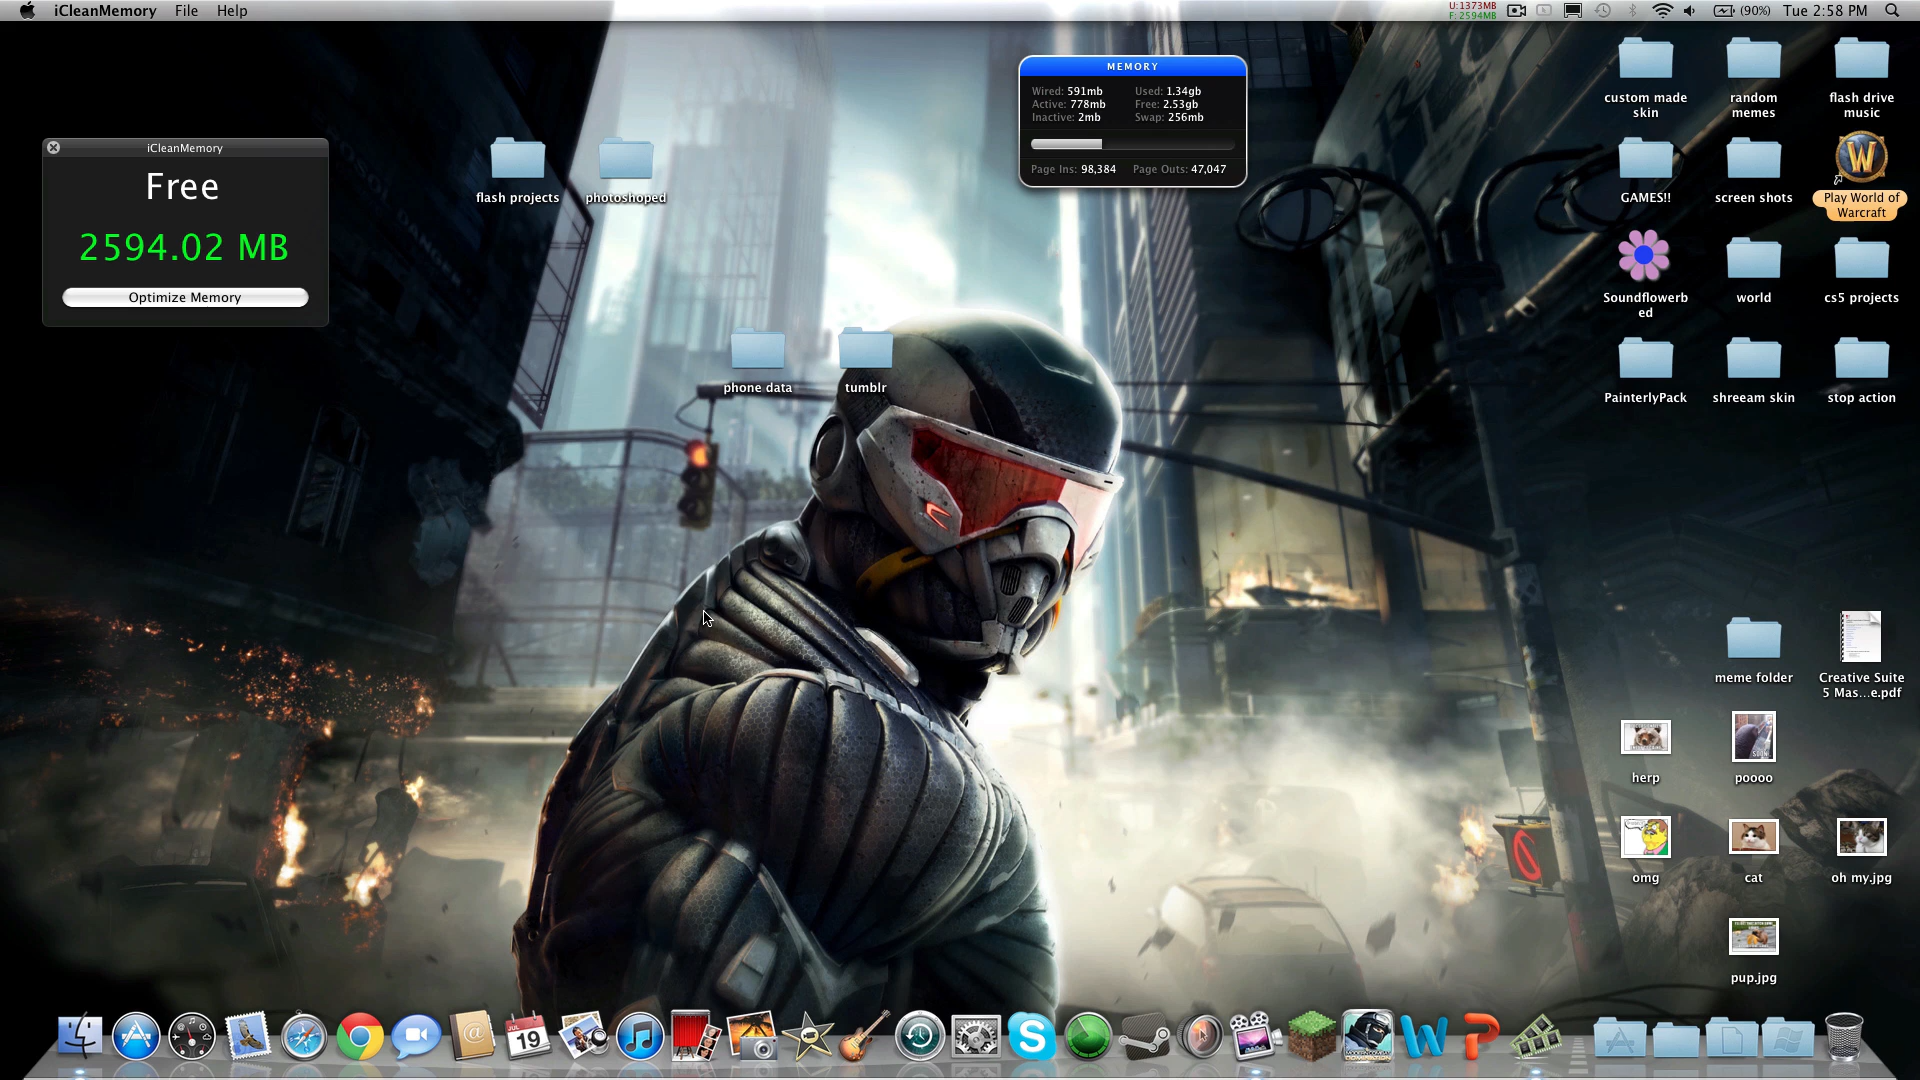 iCleanMemory File Help
U:1373MB
F: 2594MB
(90%) Tue 2:58 PM
iCleanMemory
Free
2594.02 MB
Optimize Memory
flash projects
photoshoped
MEMORY
Wired: 591mb Used: 1.34gb
Active: 778mb Free: 2.53gb
Inactive: 2mb Swap: 256mb
Page Ins: 98,384 Page Outs: 47,047
custom made
skin
random
memes
flash drive
music
GAMES!!
screen shots
Play World of
Warcraft
Soundflowerb
ed
world
cs5 projects
PainterlyPack
shreeam skin
stop action
phone data
tumblr
meme folder
Creative Suite
5 Mas...e.pdf
herp
poooo
omg
cat
oh my.jpg
pup.jpg
JUL
19